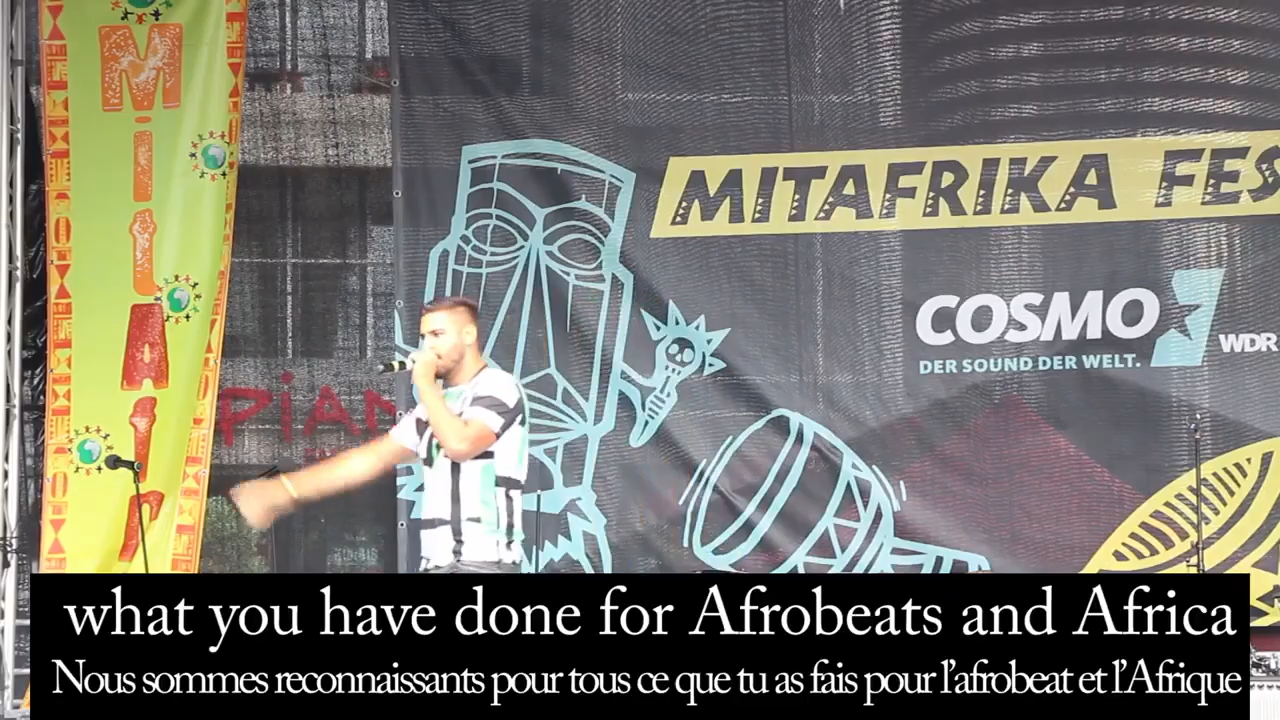 MITAFRIKA FES
COSMO
WDR
DER SOUND DER WELT.
PIAN
what you have done for Afrobeats and Africa
Nous sommes reconnaissants pour tous ce que tu as fais pour l'afrobeat et l'Afrique